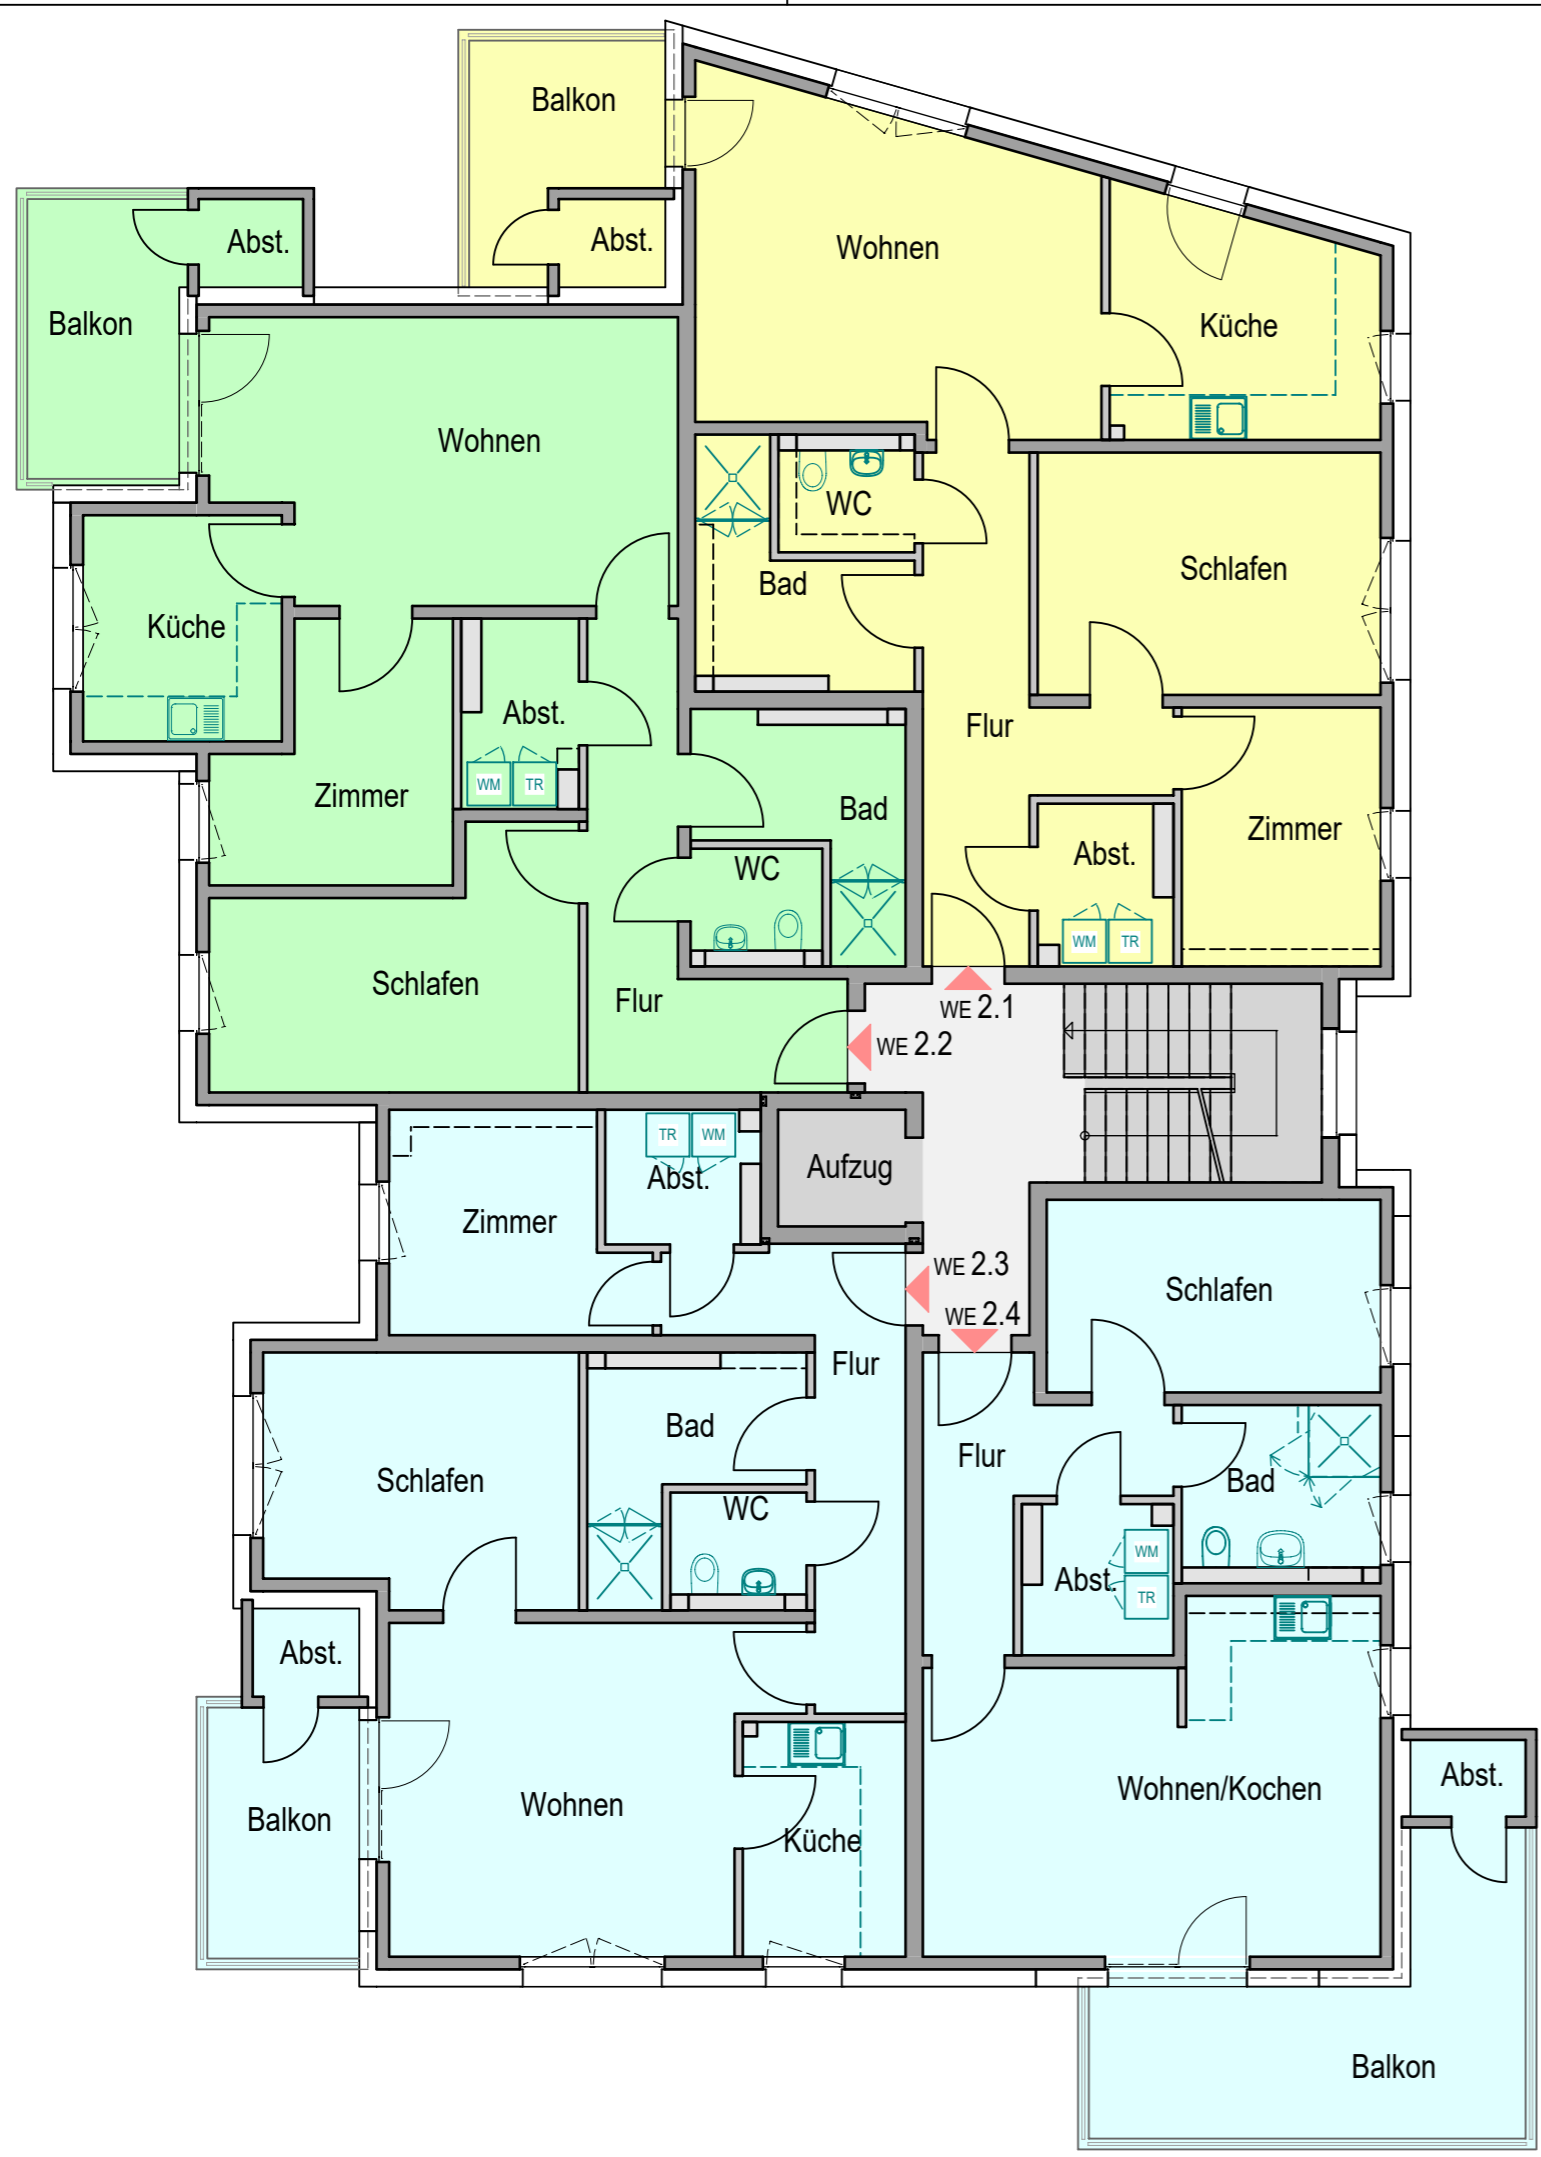 Balkon
Abst.
Wohnen
Küche
Abst.
Balkon
Wohnen
WC
Bad
Schlafen
Küche
Abst.
WM
TR
Zimmer
Flur
Bad
Zimmer
Abst.
WM
TR
WC
Schlafen
Flur
WE 2.1
WE 2.2
TR
WM
Abst.
Aufzug
Zimmer
WE 2.3
WE 2.4
Schlafen
Flur
Bad
Schlafen
WC
Flur
Bad
WM
TR
Abst.
Abst.
Balkon
Wohnen
Küche
Wohnen/Kochen
Abst.
Balkon